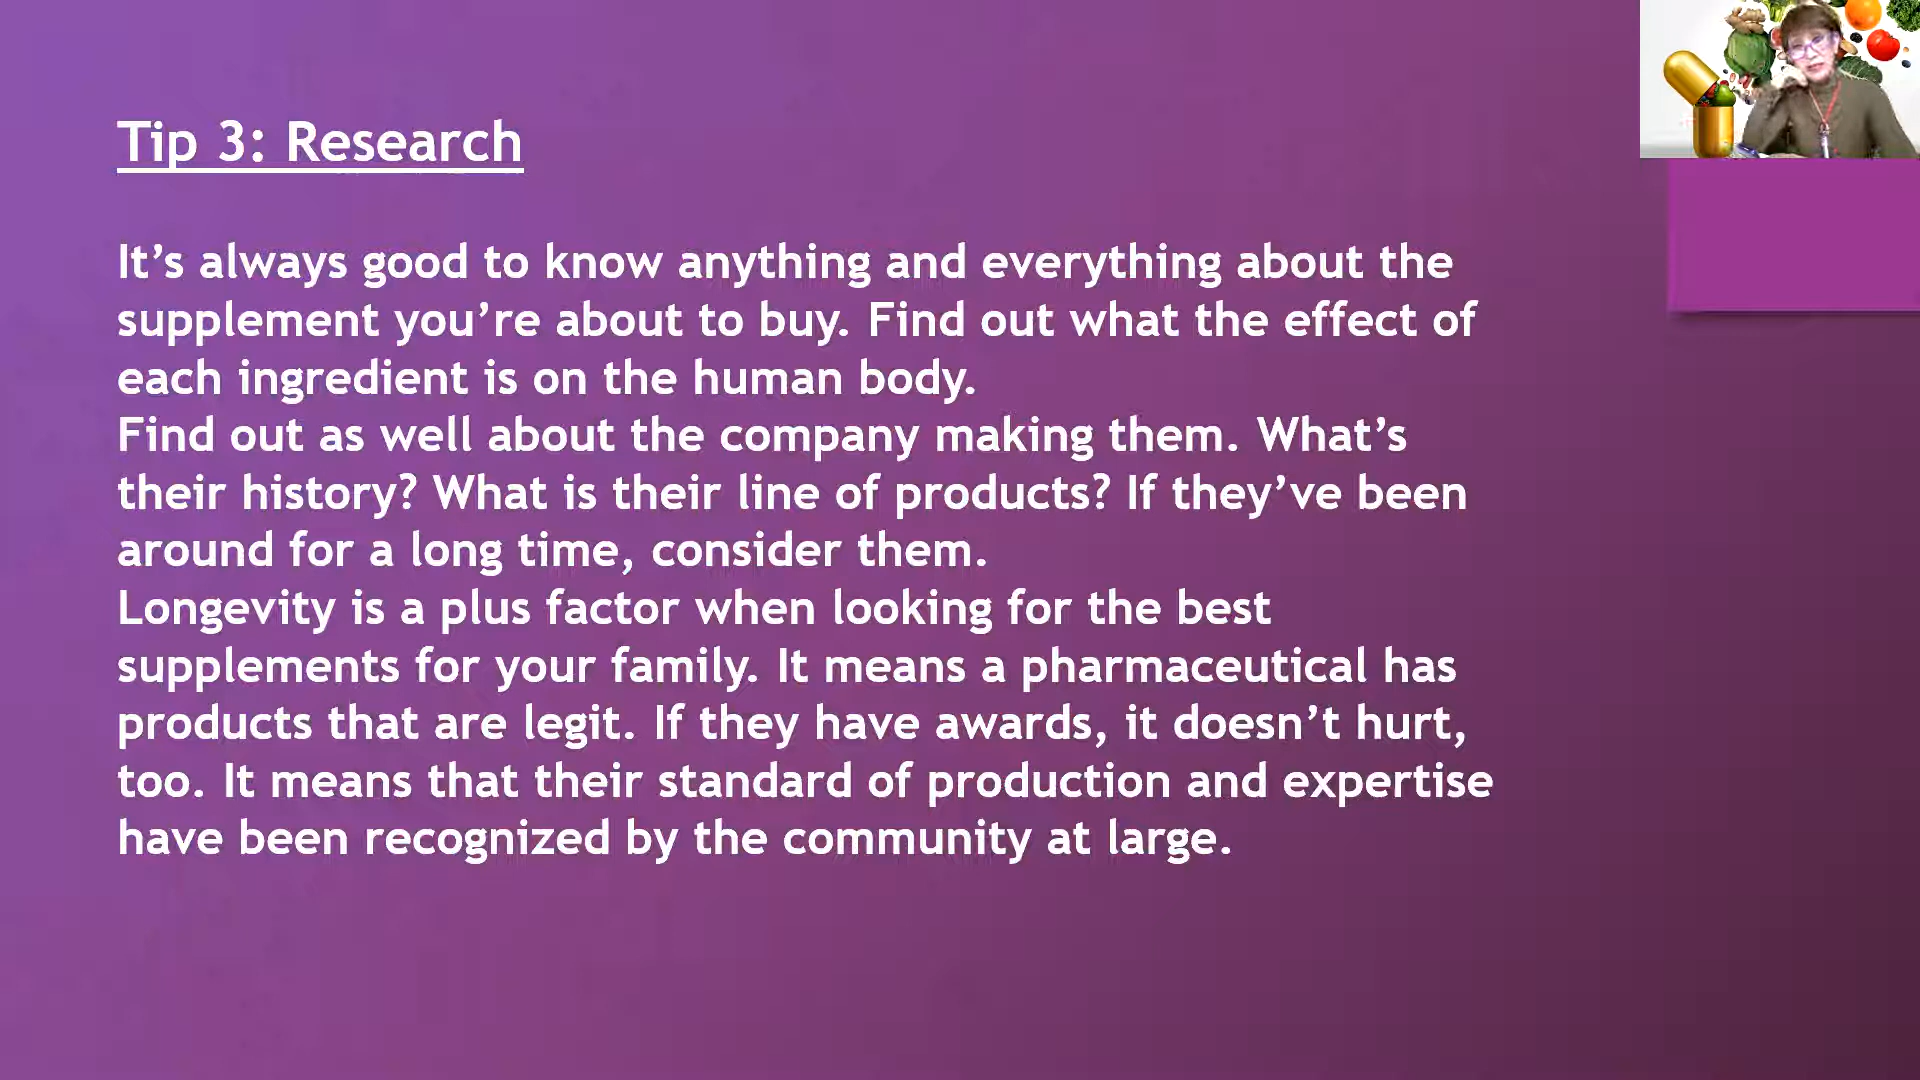 Tip 3: Research
It’s always good to know anything and everything about the
supplement you’re about to buy. Find out what the effect of
each ingredient is on the human body.
Find out as well about the company making them. What’s
their history? What is their line of products? If they’ve been
around for a long time, consider them.
Longevity is a plus factor when looking for the best
supplements for your family. It means a pharmaceutical has
products that are legit. If they have awards, it doesn’t hurt,
too. It means that their standard of production and expertise
have been recognized by the community at large.